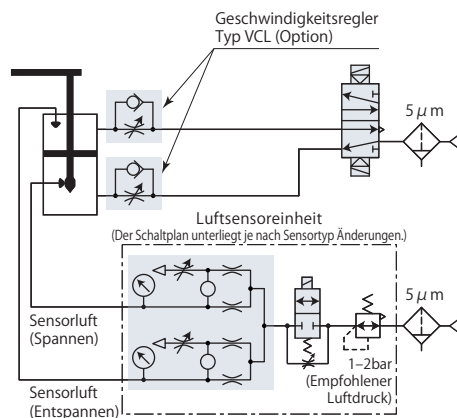 Geschwindigkeitsregler
Typ VCL (Option)
5 µm
Luftsensoreinheit
(Der Schaltplan unterliegt je nach Sensortyp Änderungen.)
5 µm
Sensorluft
(Spannen)
1–2bar
(Empfohlener
Luftdruck)
Sensorluft
(Entspannen)